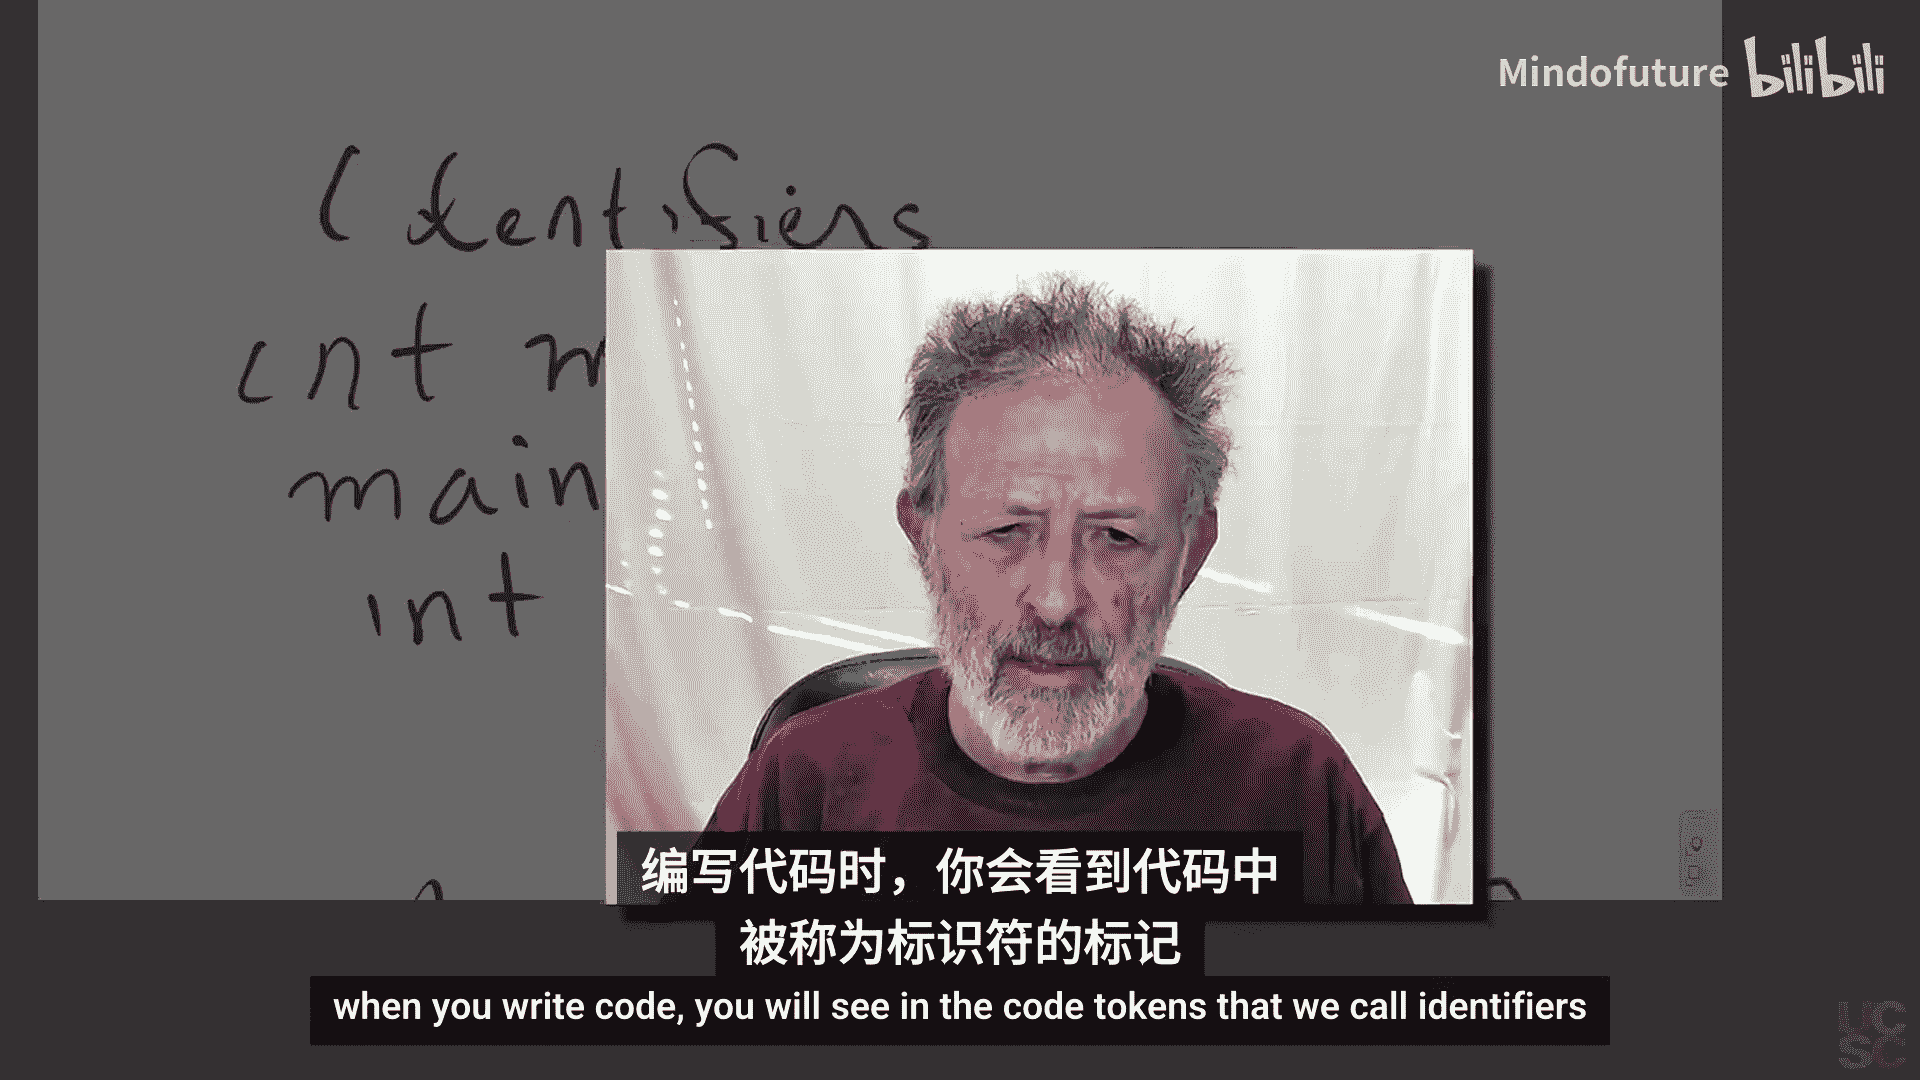 Mindofuture bilibili
Identifiers
int m
main
int
编写代码时，你会看到代码中
被称为标识符的标记
when you write code, you will see in the code tokens that we call identifiers
UC
SC